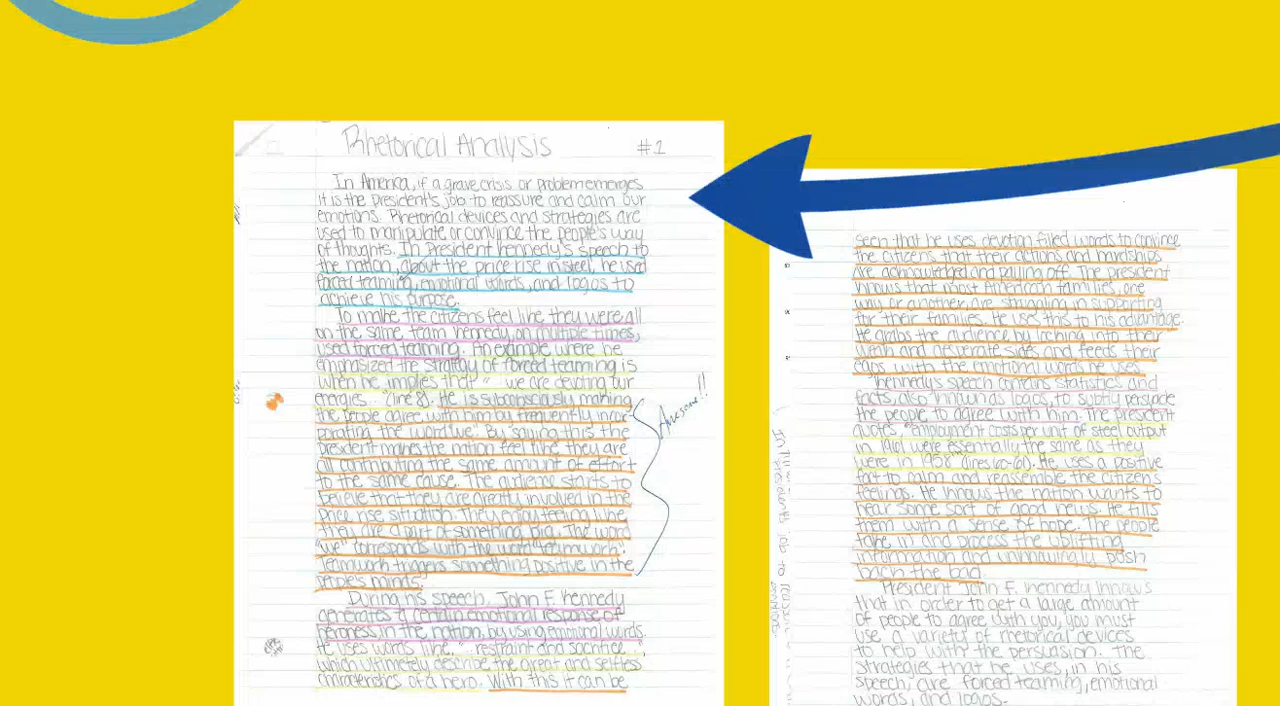 Rhetorical Analysis #1
In America, if a grave crisis or problem emerges
it is the president's job to reassure and calm our
emotions. Rhetorical devices and strategies are
used to manipulate or convince the people's way
of thoughts. In President Kennedy's speech to
the nation, about the price rise in steel, he used
forced teaming, emotional words, and logos to
achieve his purpose.
To make the citizens feel like they were all
on the same team Kennedy on multiple times,
used forced teaming. An example where he
emphasized the strategy of forced teaming is
when he implies that "...we are devoting our
energies..."(line 8). He is subconsciously making
the people agree with him by frequently
porating the word "we". By saying this the
president makes the nation feel like they are
all contributing the same amount of effort
to the same cause. The audience starts to
believe that they are directly involved in the
price rise situation. They enjoy feeling like
they are a part of something big. The word
"we" corresponds with the word "teamwork".
Teamwork triggers something positive in the
people's minds.
Awesome!!
During his speech, John F. Kennedy
generates a certain emotional response of
in the nation, by using emotional words.
He uses words like, "...restraint and sacrifice",
which ultimetely describe the great and selfless
charateristics of a hero. With this it can be
seen that he uses devotion filled words to convince
the citizens that their actions and hardships
are acknowledged and paying off. The president
knows that most American families, one
way or another, are struggling in supporting
for their families. He uses this to his advantage.
He grabs the audience by locking into their
weak and desperate sides and feeds their
egos with the emotional words he uses.
Kennedy's speech contains statistics and
facts, also known as logos, to subtly persuade
the people to agree with him. The president
quotes, "employment costs per unit of steel output
in 1961 were essentially the same as they
were in 1958" (lines 60-61). He uses a positive
fact to calm and reassemble the citizen's
feelings. He knows the nation wants to
hear some sort of good news. He fills
them with a sense of hope. The people
take in and process the uplifting
information and push
back the bad.
President John F. Kennedy knows
that in order to get a large amount
of people to agree with you, you must
use a variety of rhetorical devices
to help with the persuasion. The
strategies that he uses, in his
speech, are forced teaming, emotional
words, and logos.